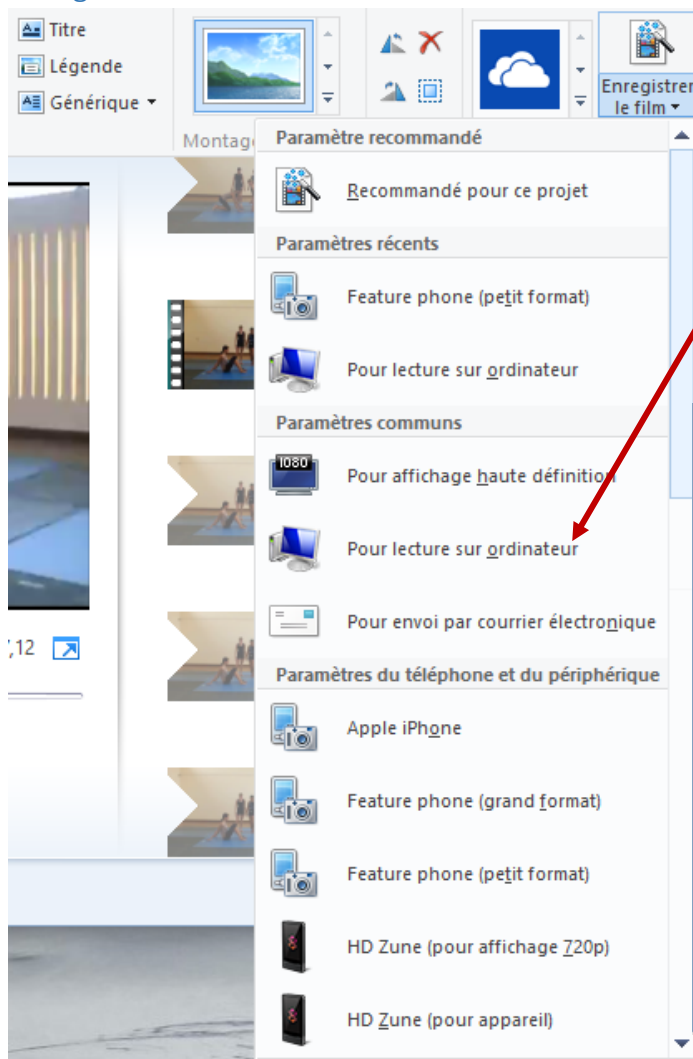 Titre
Légende
Générique
Enregistrer
le film
Montag
Paramètre recommandé
Recommandé pour ce projet
Paramètres récents
Feature phone (petit format)
Pour lecture sur ordinateur
Paramètres communs
1080
Pour affichage haute définition
Pour lecture sur ordinateur
Pour envoi par courrier électronique
,12
Paramètres du téléphone et du périphérique
Apple iPhone
Feature phone (grand format)
Feature phone (petit format)
HD Zune (pour affichage 720p)
HD Zune (pour appareil)